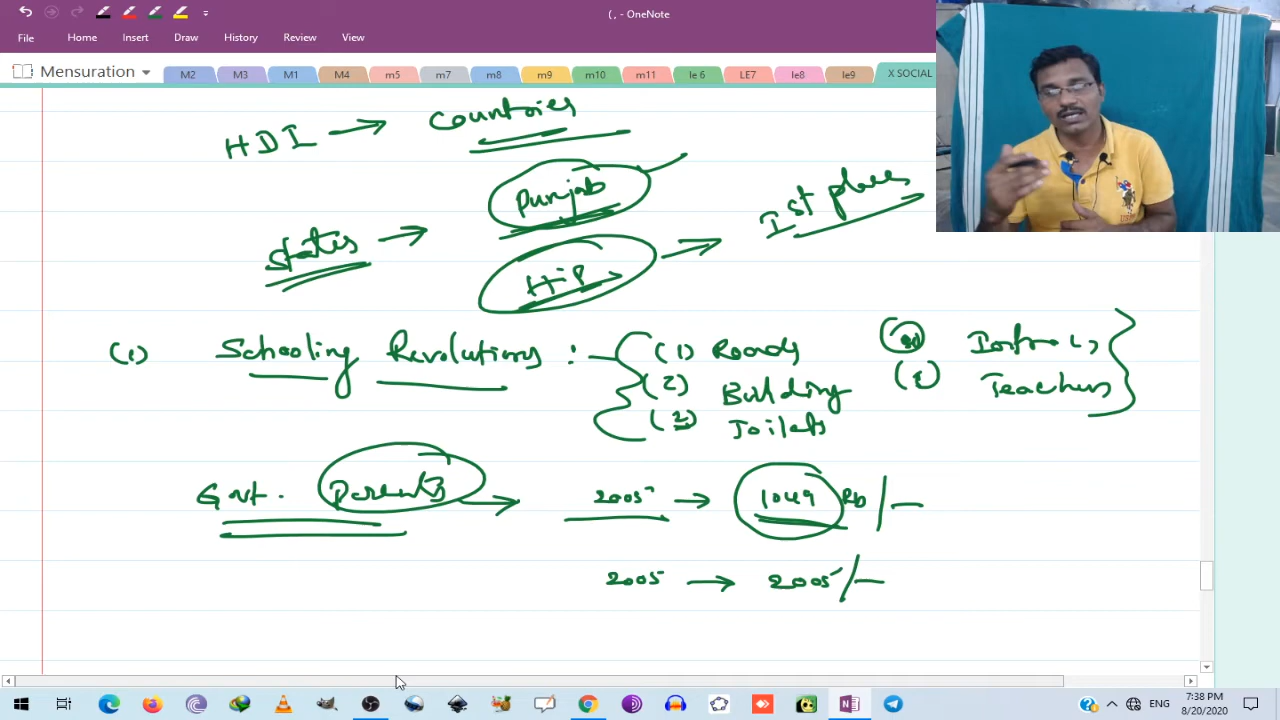 ( , - OneNote
File Home Insert Draw History Review View
Mensuration M2 M3 M1 M4 m5 m7 m8 m9 m10 m11 le 6 LE7 le8 le9 X SOCIAL
HDI → Countries
Punjab
States → H.P → Ist place
(1) Schooling Revolutions : (1) Roads
(2) Building
Toilets
Teachers
Govt. Parents → 2005 → 1049 Rs/—
2005 → 2005/—
ENG 7:38 PM
8/20/2020